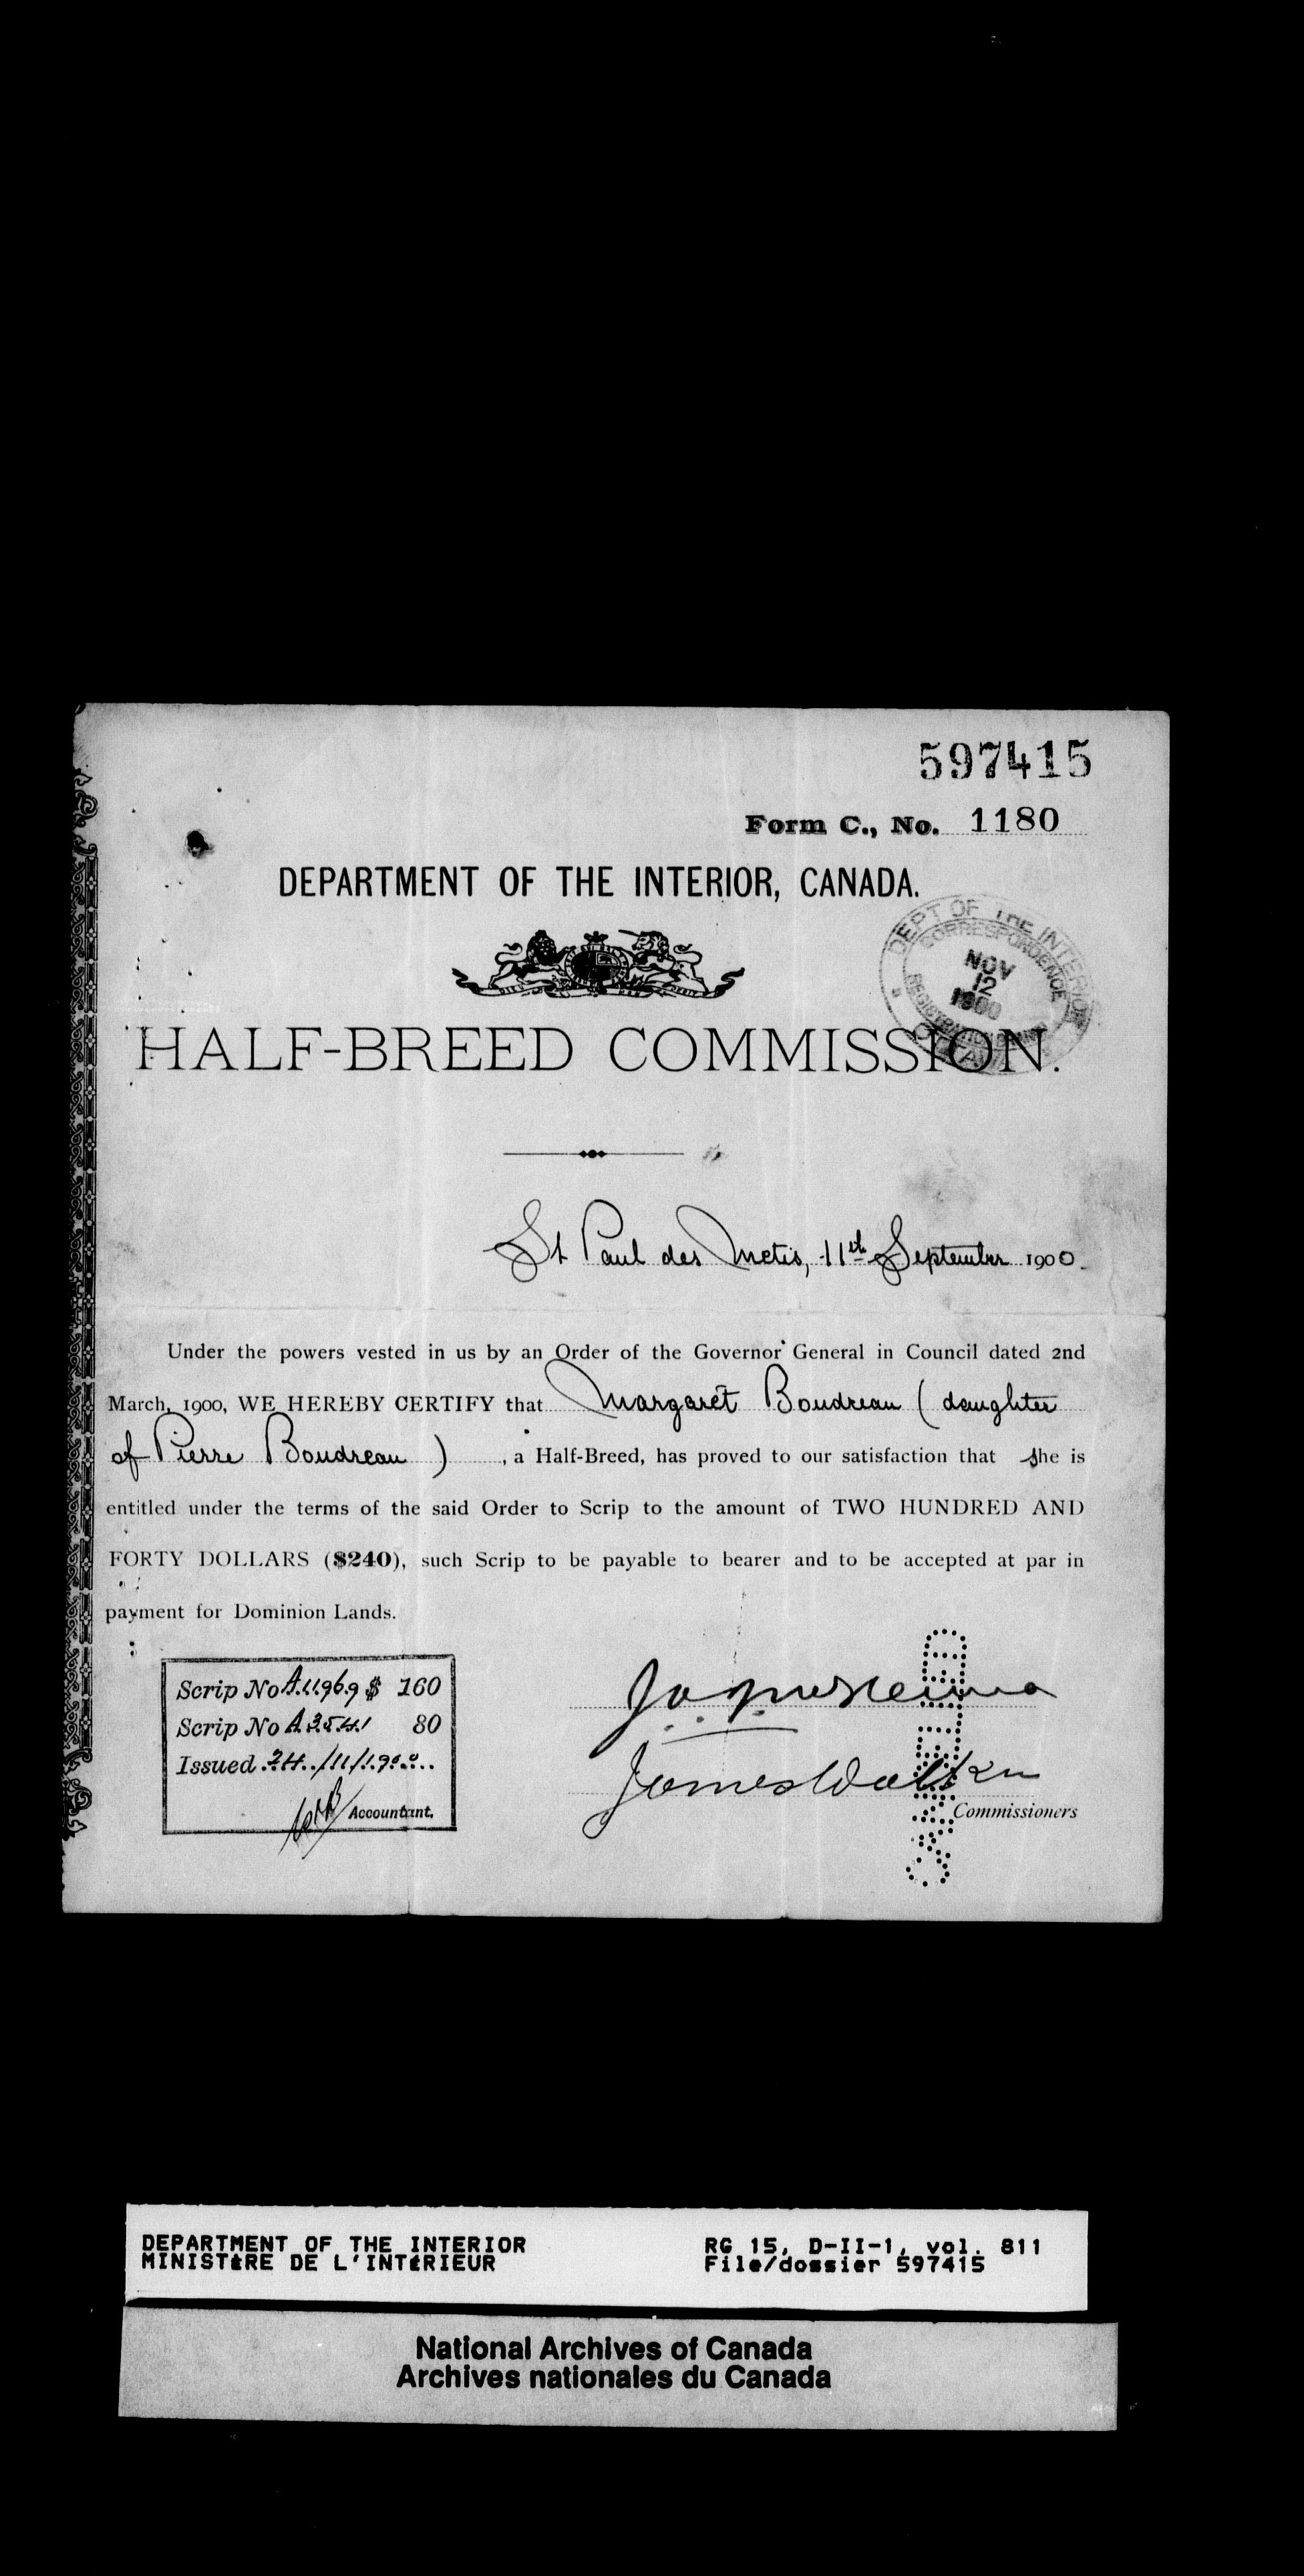 597415
Form C., No. 1180
DEPARTMENT OF THE INTERIOR, CANADA.
DEPT OF THE INTERIOR
CORRESPONDENCE
NOV
12
1900
HALF-BREED COMMISSION.
St Paul des Metis, 11th September 1900.
Under the powers vested in us by an Order of the Governor General in Council dated 2nd
March, 1900, WE HEREBY CERTIFY that Margaret Boudreau (daughter
of Pierre Boudreau ) , a Half-Breed, has proved to our satisfaction that she is
entitled under the terms of the said Order to Scrip to the amount of TWO HUNDRED AND
FORTY DOLLARS ($240), such Scrip to be payable to bearer and to be accepted at par in
payment for Dominion Lands.
Scrip No A.11969 $ 160
Scrip No A 3541 80
Issued 24/11/1900
Accountant.
James Walker
Commissioners
DEPARTMENT OF THE INTERIOR
MINISTÈRE DE L'INTÉRIEUR
RG 15, D-II-1, vol. 811
File/dossier 597415
National Archives of Canada
Archives nationales du Canada